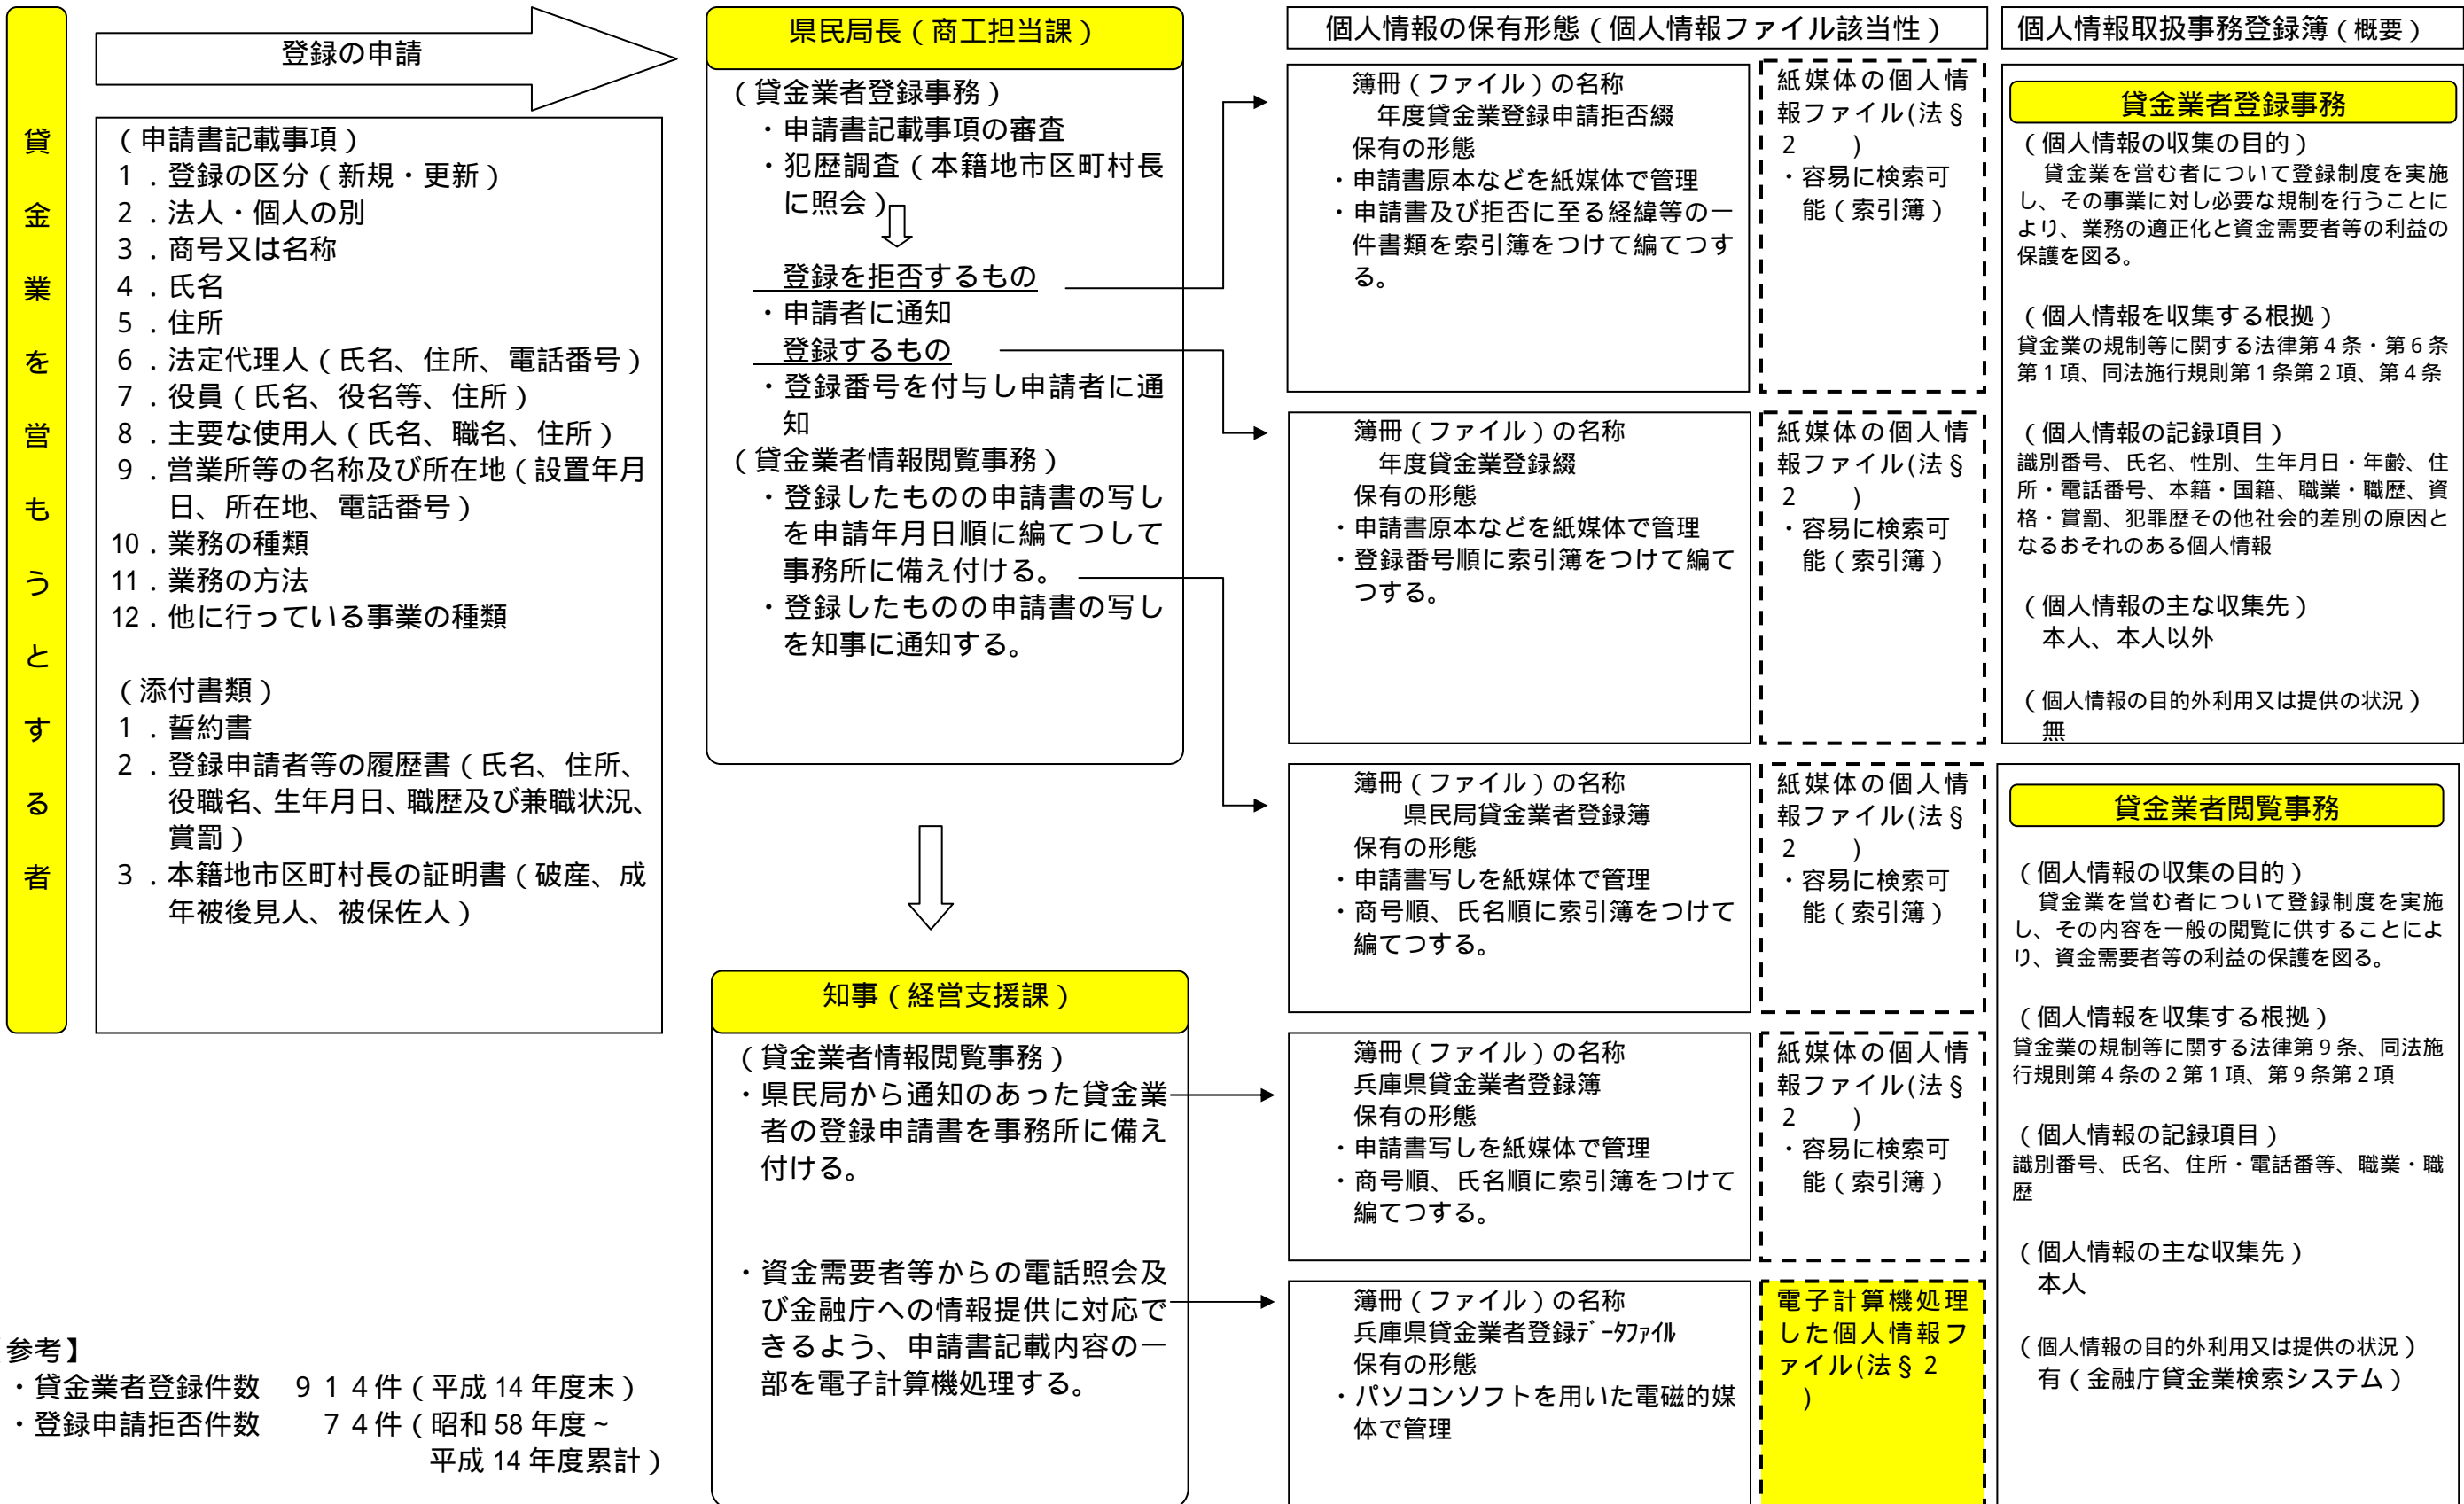 貸金業を営もうとする者
登録の申請
(申請書記載事項)
1.登録の区分(新規・更新)
2.法人・個人の別
3.商号又は名称
4.氏名
5.住所
6.法定代理人(氏名、住所、電話番号)
7.役員(氏名、役名等、住所)
8.主要な使用人(氏名、職名、住所)
9.営業所等の名称及び所在地(設置年月
日、所在地、電話番号)
10.業務の種類
11.業務の方法
12.他に行っている事業の種類
(添付書類)
1.誓約書
2.登録申請者等の履歴書(氏名、住所、
役職名、生年月日、職歴及び兼職状況、
賞罰)
3.本籍地市区町村長の証明書(破産、成
年被後見人、被保佐人)
参考】
・貸金業者登録件数 914件(平成14年度末)
・登録申請拒否件数 74件(昭和58年度~
平成14年度累計)
県民局長(商工担当課)
(貸金業者登録事務)
・申請書記載事項の審査
・犯歴調査(本籍地市区町村長
に照会)
登録を拒否するもの
・申請者に通知
登録するもの
・登録番号を付与し申請者に通
知
(貸金業者情報閲覧事務)
・登録したものの申請書の写し
を申請年月日順に編てつして
事務所に備え付ける。
・登録したものの申請書の写し
を知事に通知する。
知事(経営支援課)
(貸金業者情報閲覧事務)
・県民局から通知のあった貸金業
者の登録申請書を事務所に備え
付ける。
・資金需要者等からの電話照会及
び金融庁への情報提供に対応で
きるよう、申請書記載内容の一
部を電子計算機処理する。
個人情報の保有形態(個人情報ファイル該当性)
簿冊(ファイル)の名称
年度貸金業登録申請拒否綴
保有の形態
・申請書原本などを紙媒体で管理
・申請書及び拒否に至る経緯等の一
件書類を索引簿をつけて編てつす
る。
紙媒体の個人情
報ファイル(法§
2 )
・容易に検索可
能(索引簿)
簿冊(ファイル)の名称
年度貸金業登録綴
保有の形態
・申請書原本などを紙媒体で管理
・登録番号順に索引簿をつけて編て
つする。
紙媒体の個人情
報ファイル(法§
2 )
・容易に検索可
能(索引簿)
簿冊(ファイル)の名称
県民局貸金業者登録簿
保有の形態
・申請書写しを紙媒体で管理
・商号順、氏名順に索引簿をつけて
編てつする。
紙媒体の個人情
報ファイル(法§
2 )
・容易に検索可
能(索引簿)
簿冊(ファイル)の名称
兵庫県貸金業者登録簿
保有の形態
・申請書写しを紙媒体で管理
・商号順、氏名順に索引簿をつけて
編てつする。
紙媒体の個人情
報ファイル(法§
2 )
・容易に検索可
能(索引簿)
簿冊(ファイル)の名称
兵庫県貸金業者登録ﾃﾞｰﾀﾌｧｲﾙ
保有の形態
・パソコンソフトを用いた電磁的媒
体で管理
電子計算機処理
した個人情報フ
ァイル(法§2
)
個人情報取扱事務登録簿(概要)
貸金業者登録事務
(個人情報の収集の目的)
貸金業を営む者について登録制度を実施
し、その事業に対し必要な規制を行うことに
より、業務の適正化と資金需要者等の利益の
保護を図る。
(個人情報を収集する根拠)
貸金業の規制等に関する法律第4条・第6条
第1項、同法施行規則第1条第2項、第4条
(個人情報の記録項目)
識別番号、氏名、性別、生年月日・年齢、住
所・電話番号、本籍・国籍、職業・職歴、資
格・賞罰、犯罪歴その他社会的差別の原因と
なるおそれのある個人情報
(個人情報の主な収集先)
本人、本人以外
(個人情報の目的外利用又は提供の状況)
無
貸金業者閲覧事務
(個人情報の収集の目的)
貸金業を営む者について登録制度を実施
し、その内容を一般の閲覧に供することによ
り、資金需要者等の利益の保護を図る。
(個人情報を収集する根拠)
貸金業の規制等に関する法律第9条、同法施
行規則第4条の2第1項、第9条第2項
(個人情報の記録項目)
識別番号、氏名、住所・電話番等、職業・職
歴
(個人情報の主な収集先)
本人
(個人情報の目的外利用又は提供の状況)
有(金融庁貸金業検索システム)